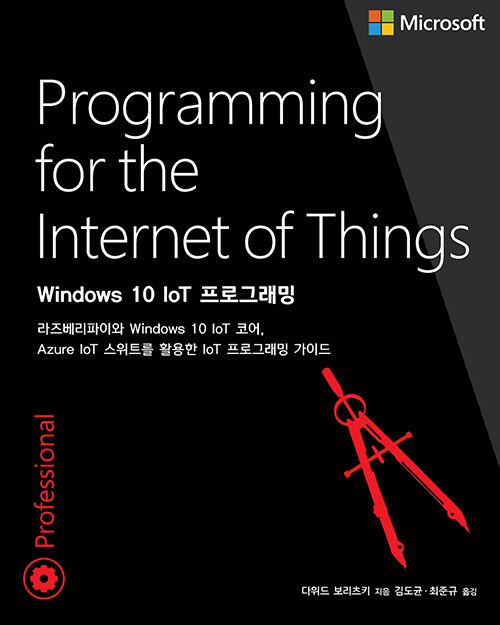 Microsoft
Programming
for the
Internet of Things
Windows 10 IoT 프로그래밍
라즈베리파이와 Windows 10 IoT 코어,
Azure IoT 스위트를 활용한 IoT 프로그래밍 가이드
Professional
다위드 보리츠키 지음 김도균·최준규 옮김